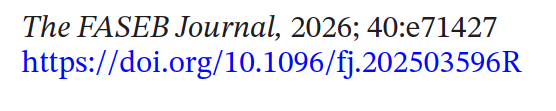 The FASEB Journal, 2026; 40:e71427
https://doi.org/10.1096/fj.202503596R